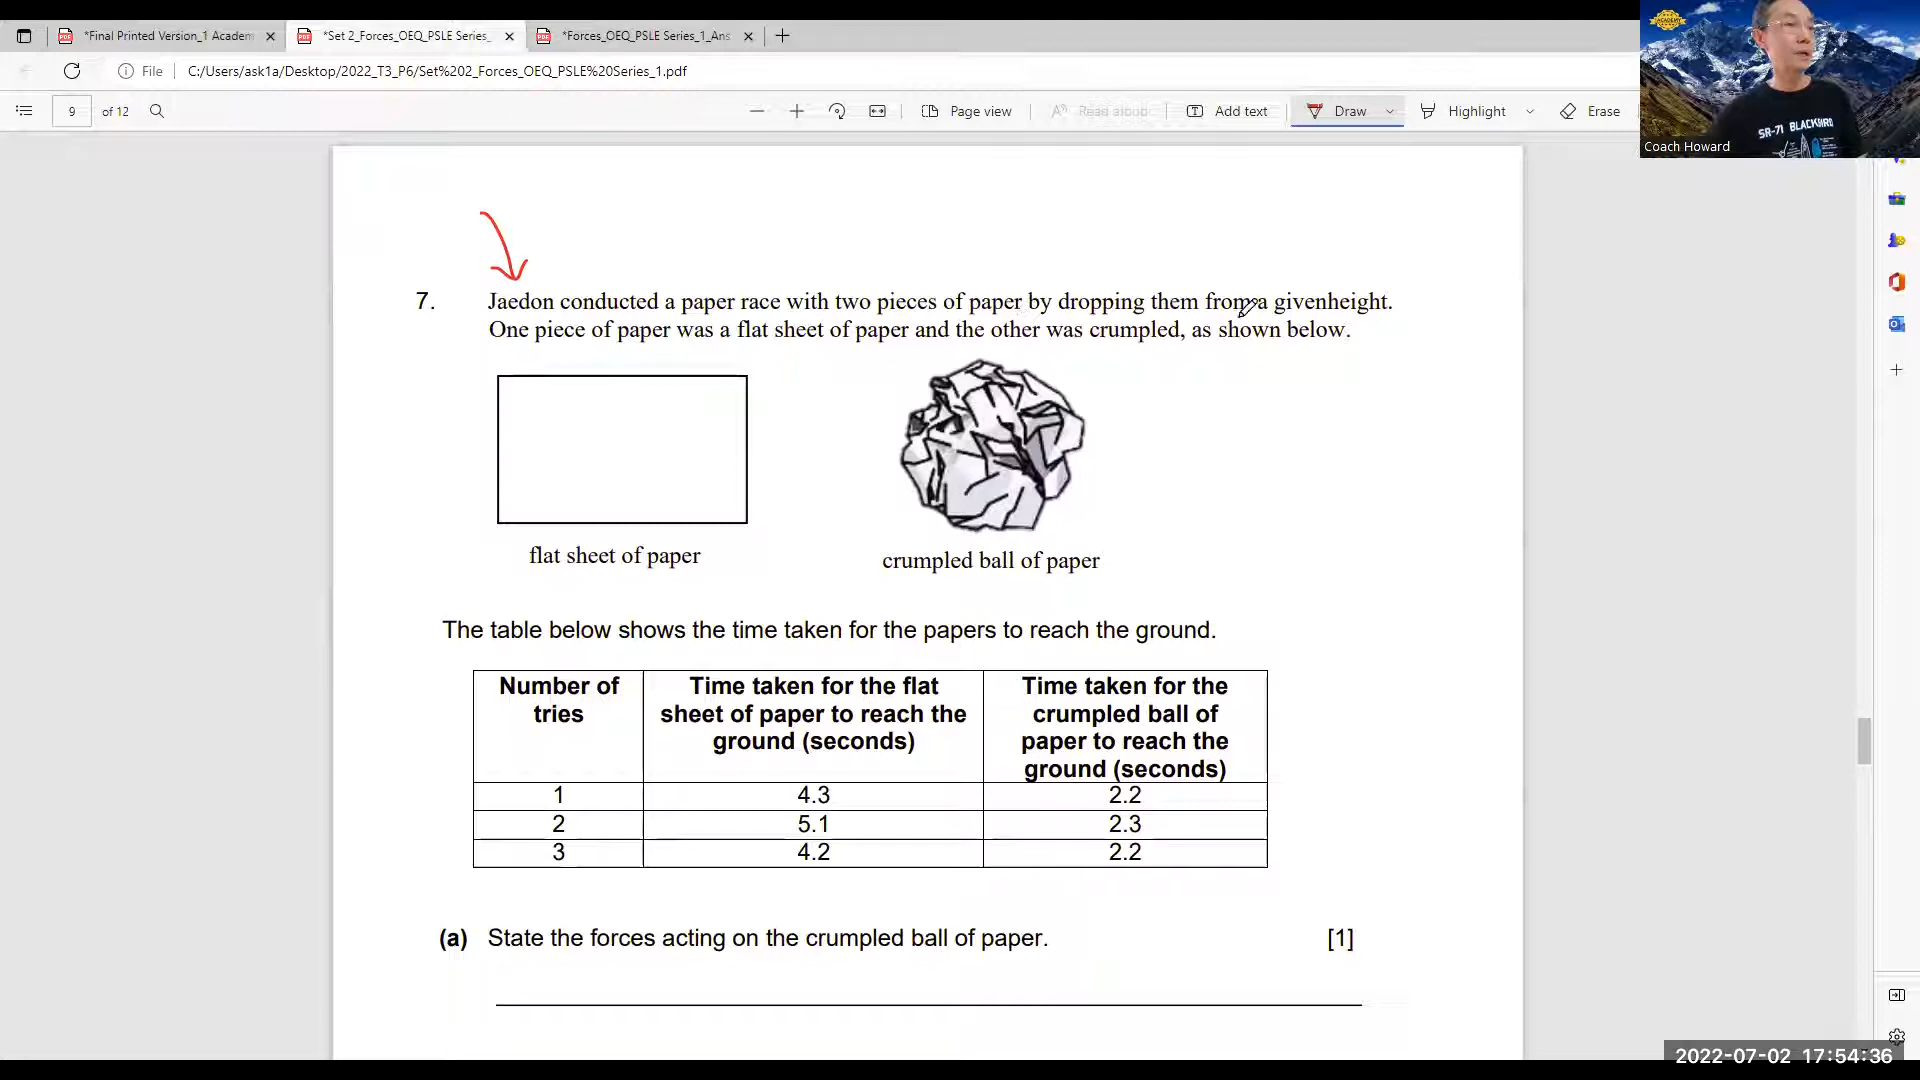 *Final Printed Version_1 Academ
*Set 2_Forces_OEQ_PSLE Series_
*Forces_OEQ_PSLE Series_1_Ans
File
C:/Users/ask1a/Desktop/2022_T3_P6/Set%202_Forces_OEQ_PSLE%20Series_1.pdf
9 of 12
Page view
Read aloud
Add text
Draw
Highlight
Erase
ACADEMY
SR-71 BLACKBIRD
Coach Howard
7. Jaedon conducted a paper race with two pieces of paper by dropping them from a givenheight.
One piece of paper was a flat sheet of paper and the other was crumpled, as shown below.
flat sheet of paper
crumpled ball of paper
The table below shows the time taken for the papers to reach the ground.
Number of tries
Time taken for the flat sheet of paper to reach the ground (seconds)
Time taken for the crumpled ball of paper to reach the ground (seconds)
1 4.3 2.2
2 5.1 2.3
3 4.2 2.2
(a) State the forces acting on the crumpled ball of paper. [1]
2022-07-02 17:54:36